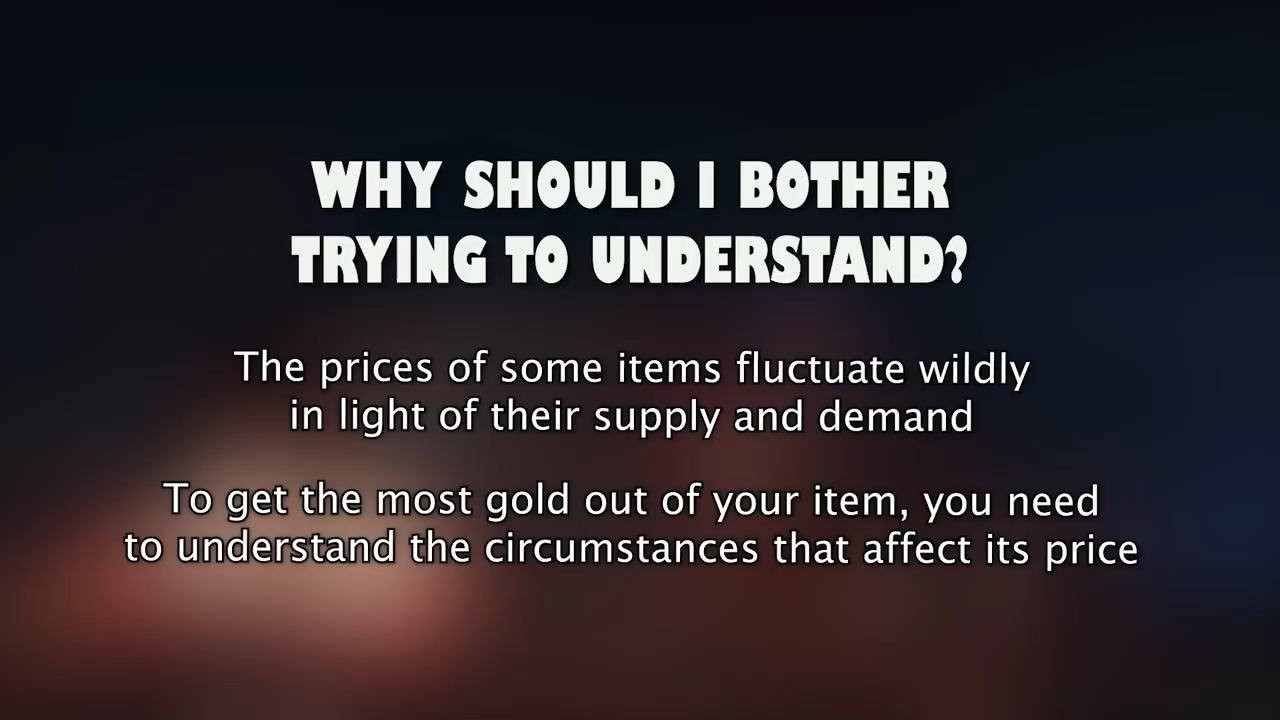 WHY SHOULD I BOTHER
TRYING TO UNDERSTAND?
The prices of some items fluctuate wildly
in light of their supply and demand
To get the most gold out of your item, you need
to understand the circumstances that affect its price